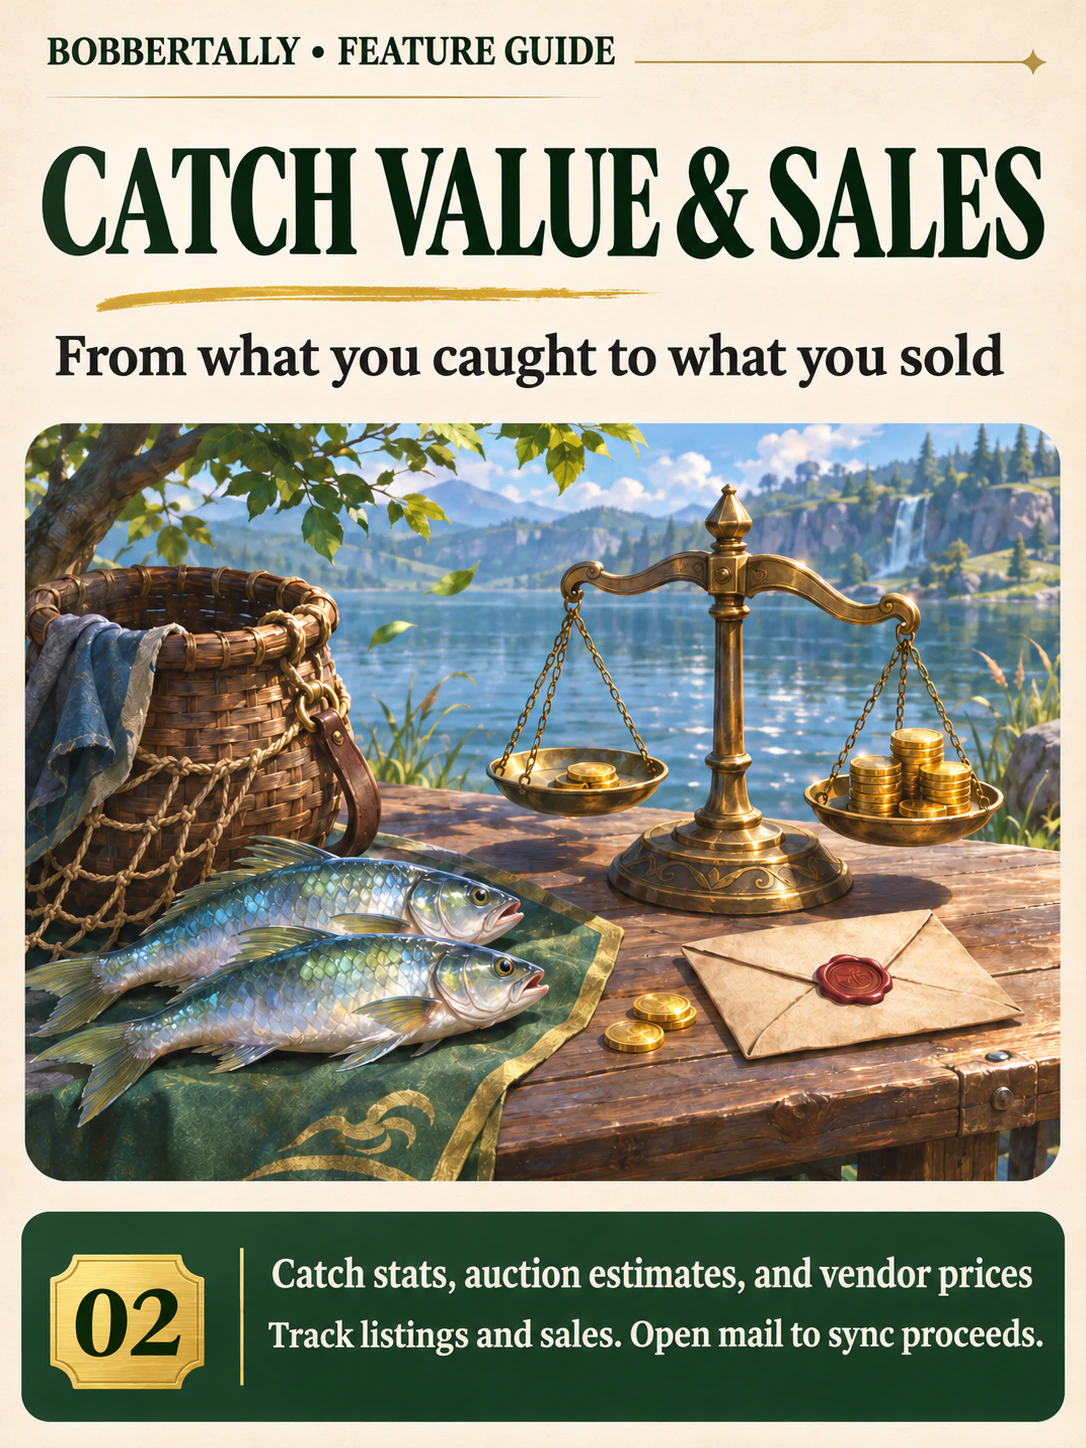 BOBBERTALLY • FEATURE GUIDE
CATCH VALUE & SALES
From what you caught to what you sold
02
Catch stats, auction estimates, and vendor prices
Track listings and sales. Open mail to sync proceeds.